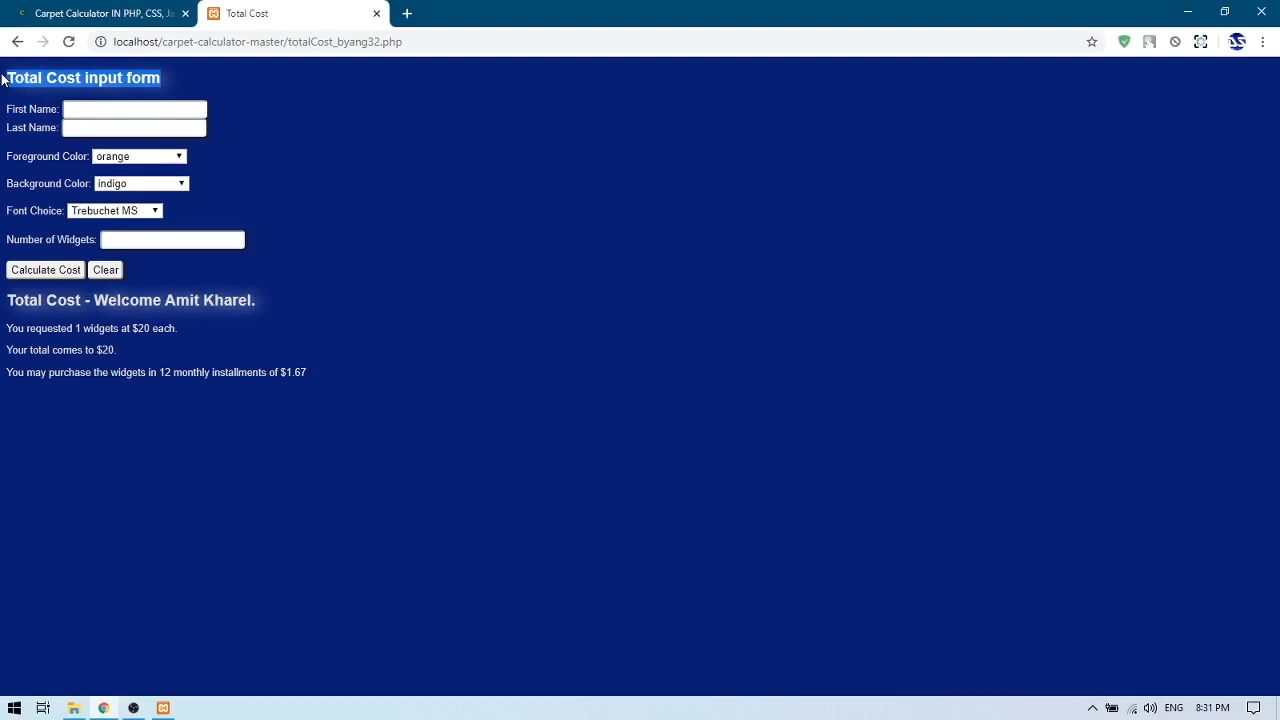 Carpet Calculator IN PHP, CSS, Ja
Total Cost
localhost/carpet-calculator-master/totalCost_byang32.php
Total Cost input form
First Name:
Last Name:
Foreground Color: orange
Background Color: indigo
Font Choice: Trebuchet MS
Number of Widgets:
Calculate Cost Clear
Total Cost - Welcome Amit Kharel.
You requested 1 widgets at $20 each.
Your total comes to $20.
You may purchase the widgets in 12 monthly installments of $1.67
ENG 8:31 PM